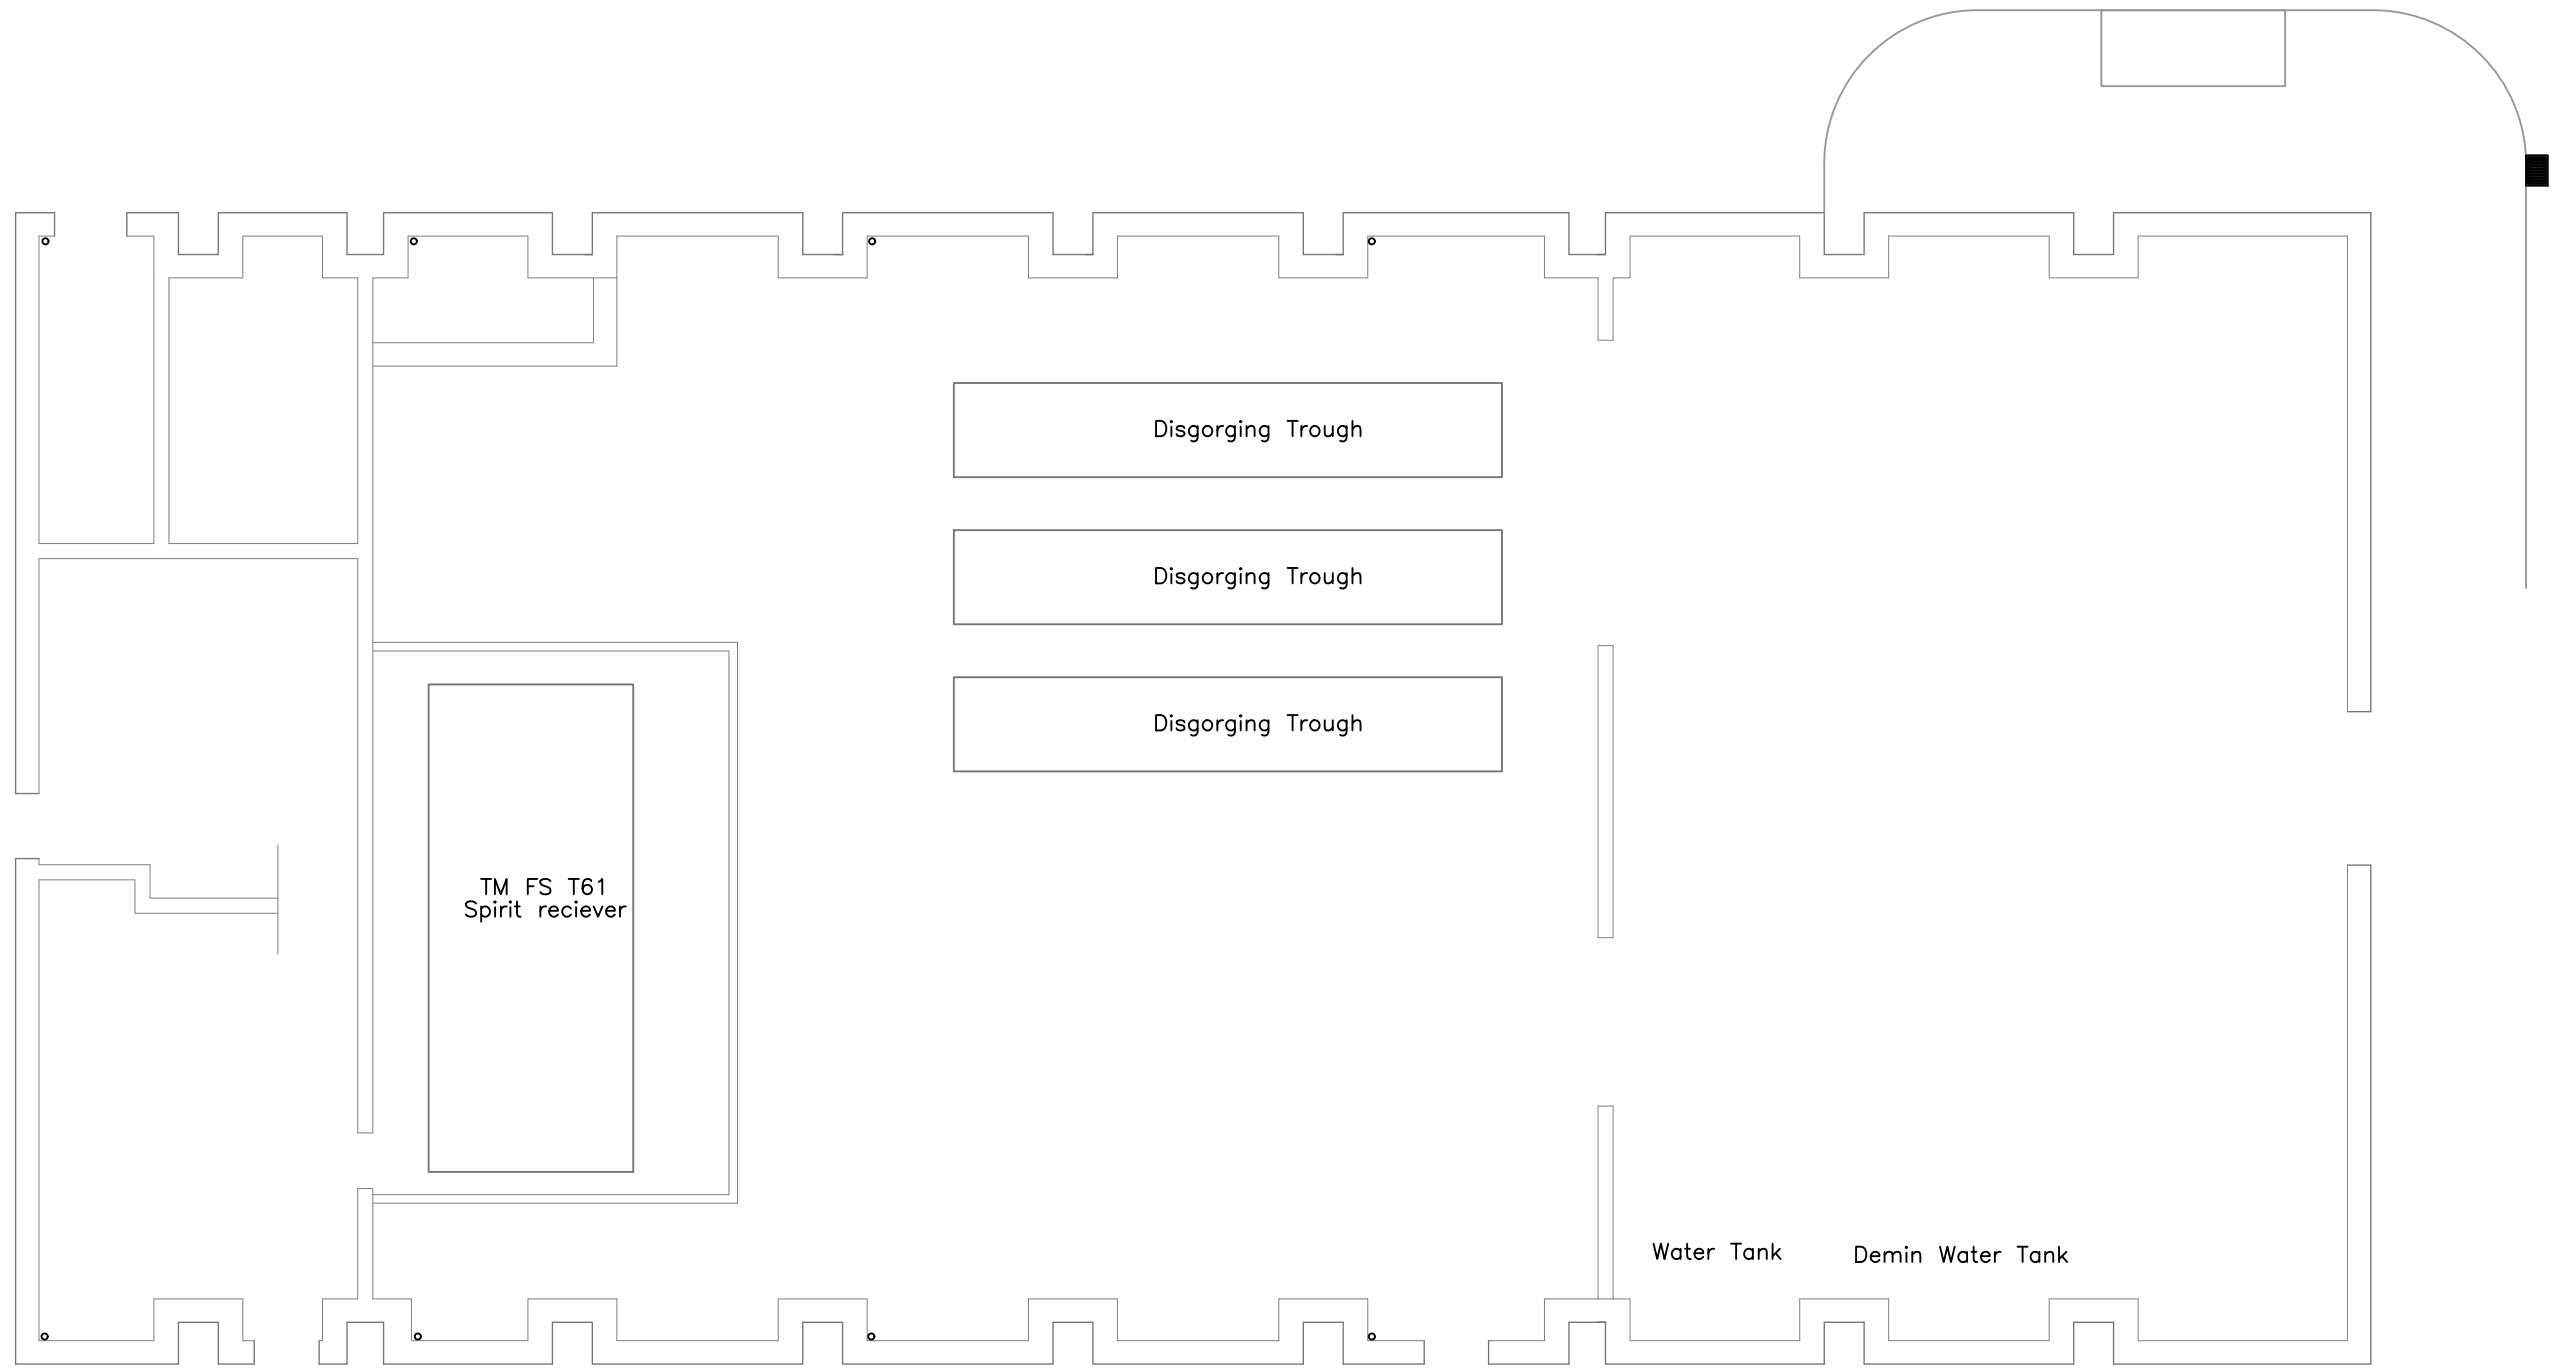 Disgorging Trough
Disgorging Trough
Disgorging Trough
TM FS T61
Spirit reciever
Water Tank
Demin Water Tank